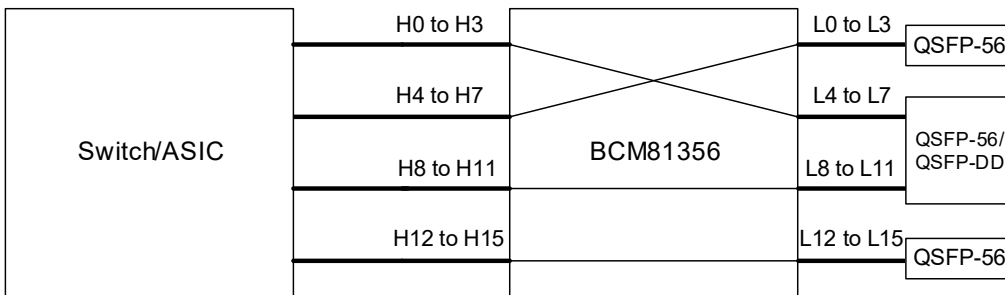 H0 to H3
L0 to L3
QSFP-56
H4 to H7
L4 to L7
Switch/ASIC
BCM81356
QSFP-56/
QSFP-DD
H8 to H11
L8 to L11
H12 to H15
L12 to L15
QSFP-56